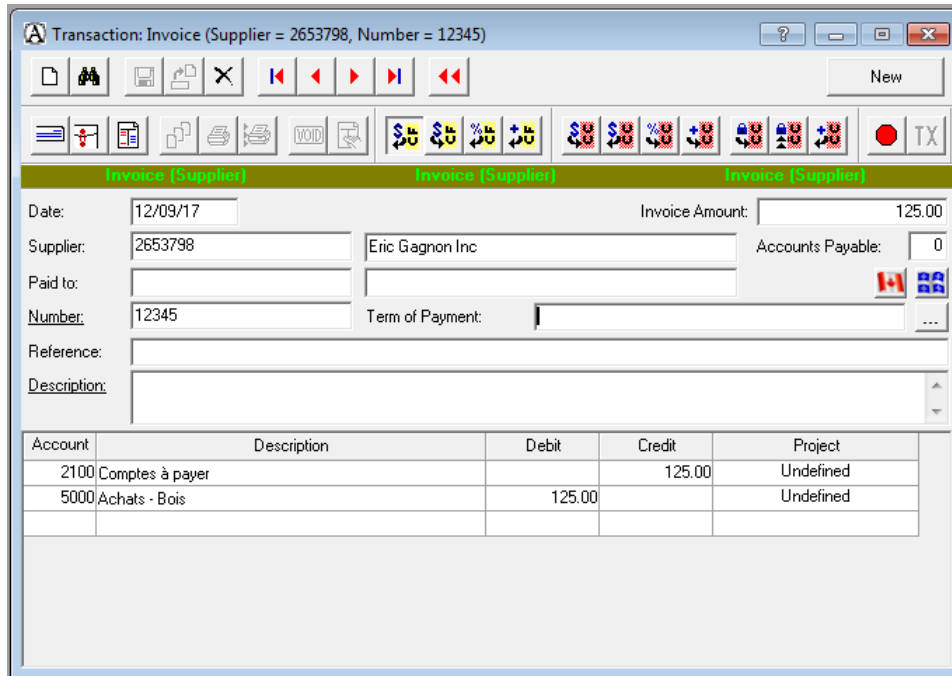 Transaction: Invoice (Supplier = 2653798, Number = 12345)
New
VOID
TX
Invoice (Supplier) Invoice (Supplier) Invoice (Supplier)
Date: 12/09/17 Invoice Amount: 125.00
Supplier: 2653798 Eric Gagnon Inc Accounts Payable: 0
Paid to:
Number: 12345 Term of Payment: ...
Reference:
Description:
Account Description Debit Credit Project
2100 Comptes à payer 125.00 Undefined
5000 Achats - Bois 125.00 Undefined